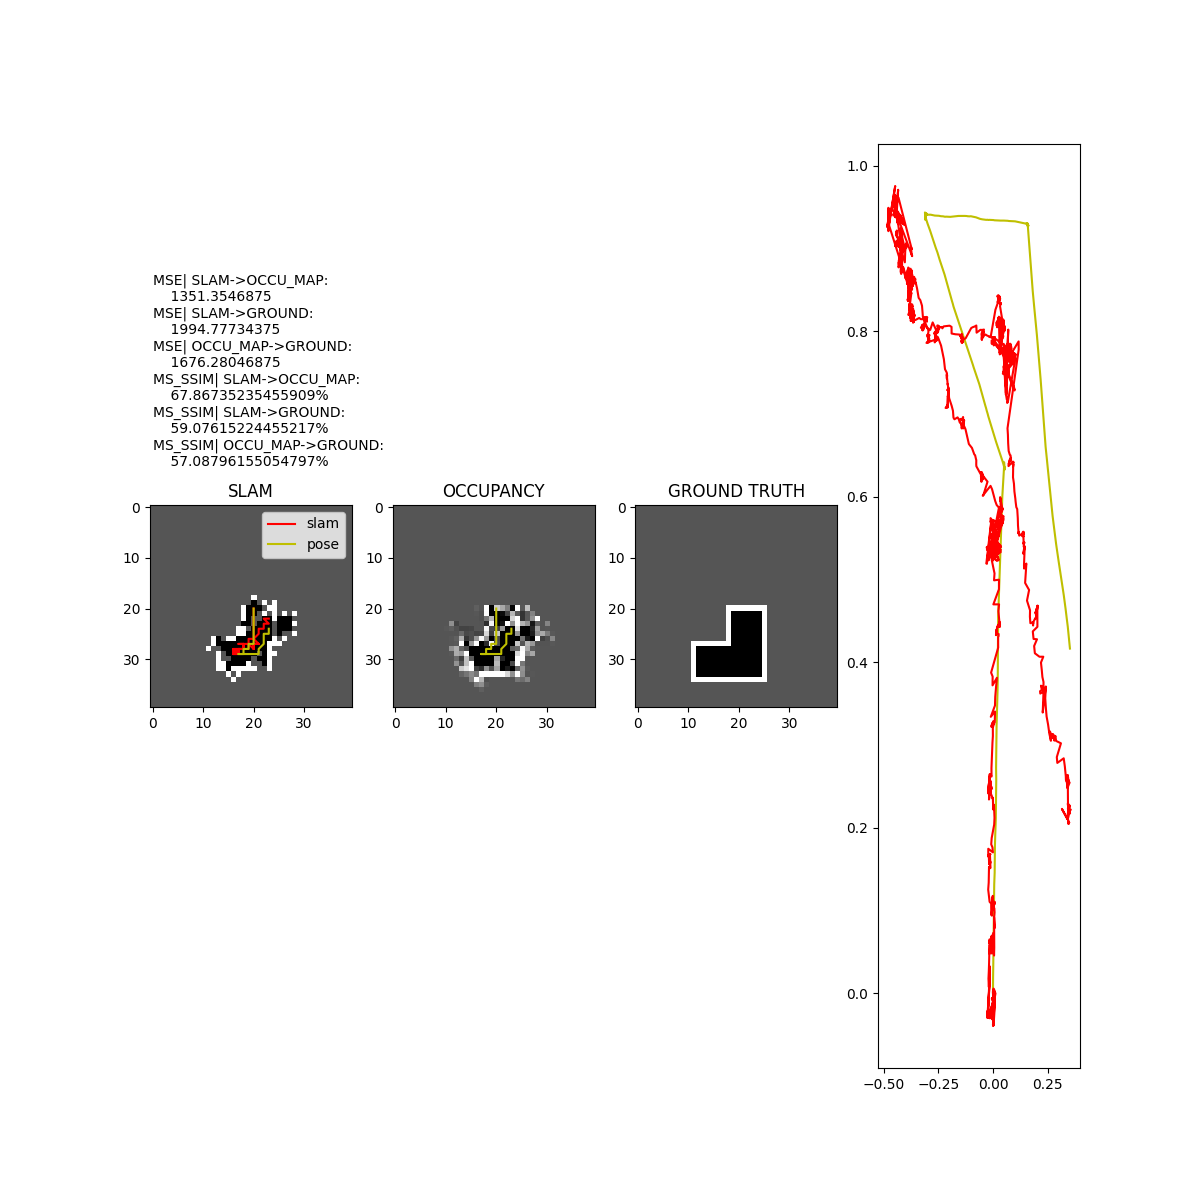 MSE| SLAM->OCCU_MAP:
1351.3546875
MSE| SLAM->GROUND:
1994.77734375
MSE| OCCU_MAP->GROUND:
1676.28046875
MS_SSIM| SLAM->OCCU_MAP:
67.86735235455909%
MS_SSIM| SLAM->GROUND:
59.07615224455217%
MS_SSIM| OCCU_MAP->GROUND:
57.08796155054797%
SLAM
slam
pose
0
10
20
30
0 10 20 30
OCCUPANCY
0
10
20
30
0 10 20 30
GROUND TRUTH
0
10
20
30
0 10 20 30
1.0
0.8
0.6
0.4
0.2
0.0
−0.50 −0.25 0.00 0.25